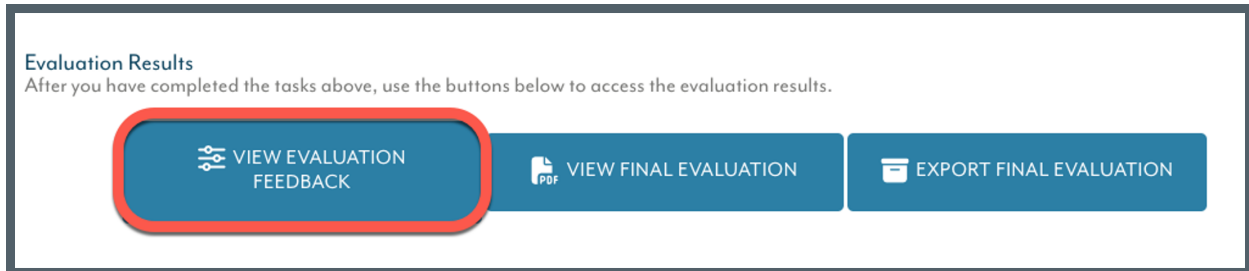 Evaluation Results
After you have completed the tasks above, use the buttons below to access the evaluation results.
VIEW EVALUATION
FEEDBACK
PDF VIEW FINAL EVALUATION
EXPORT FINAL EVALUATION